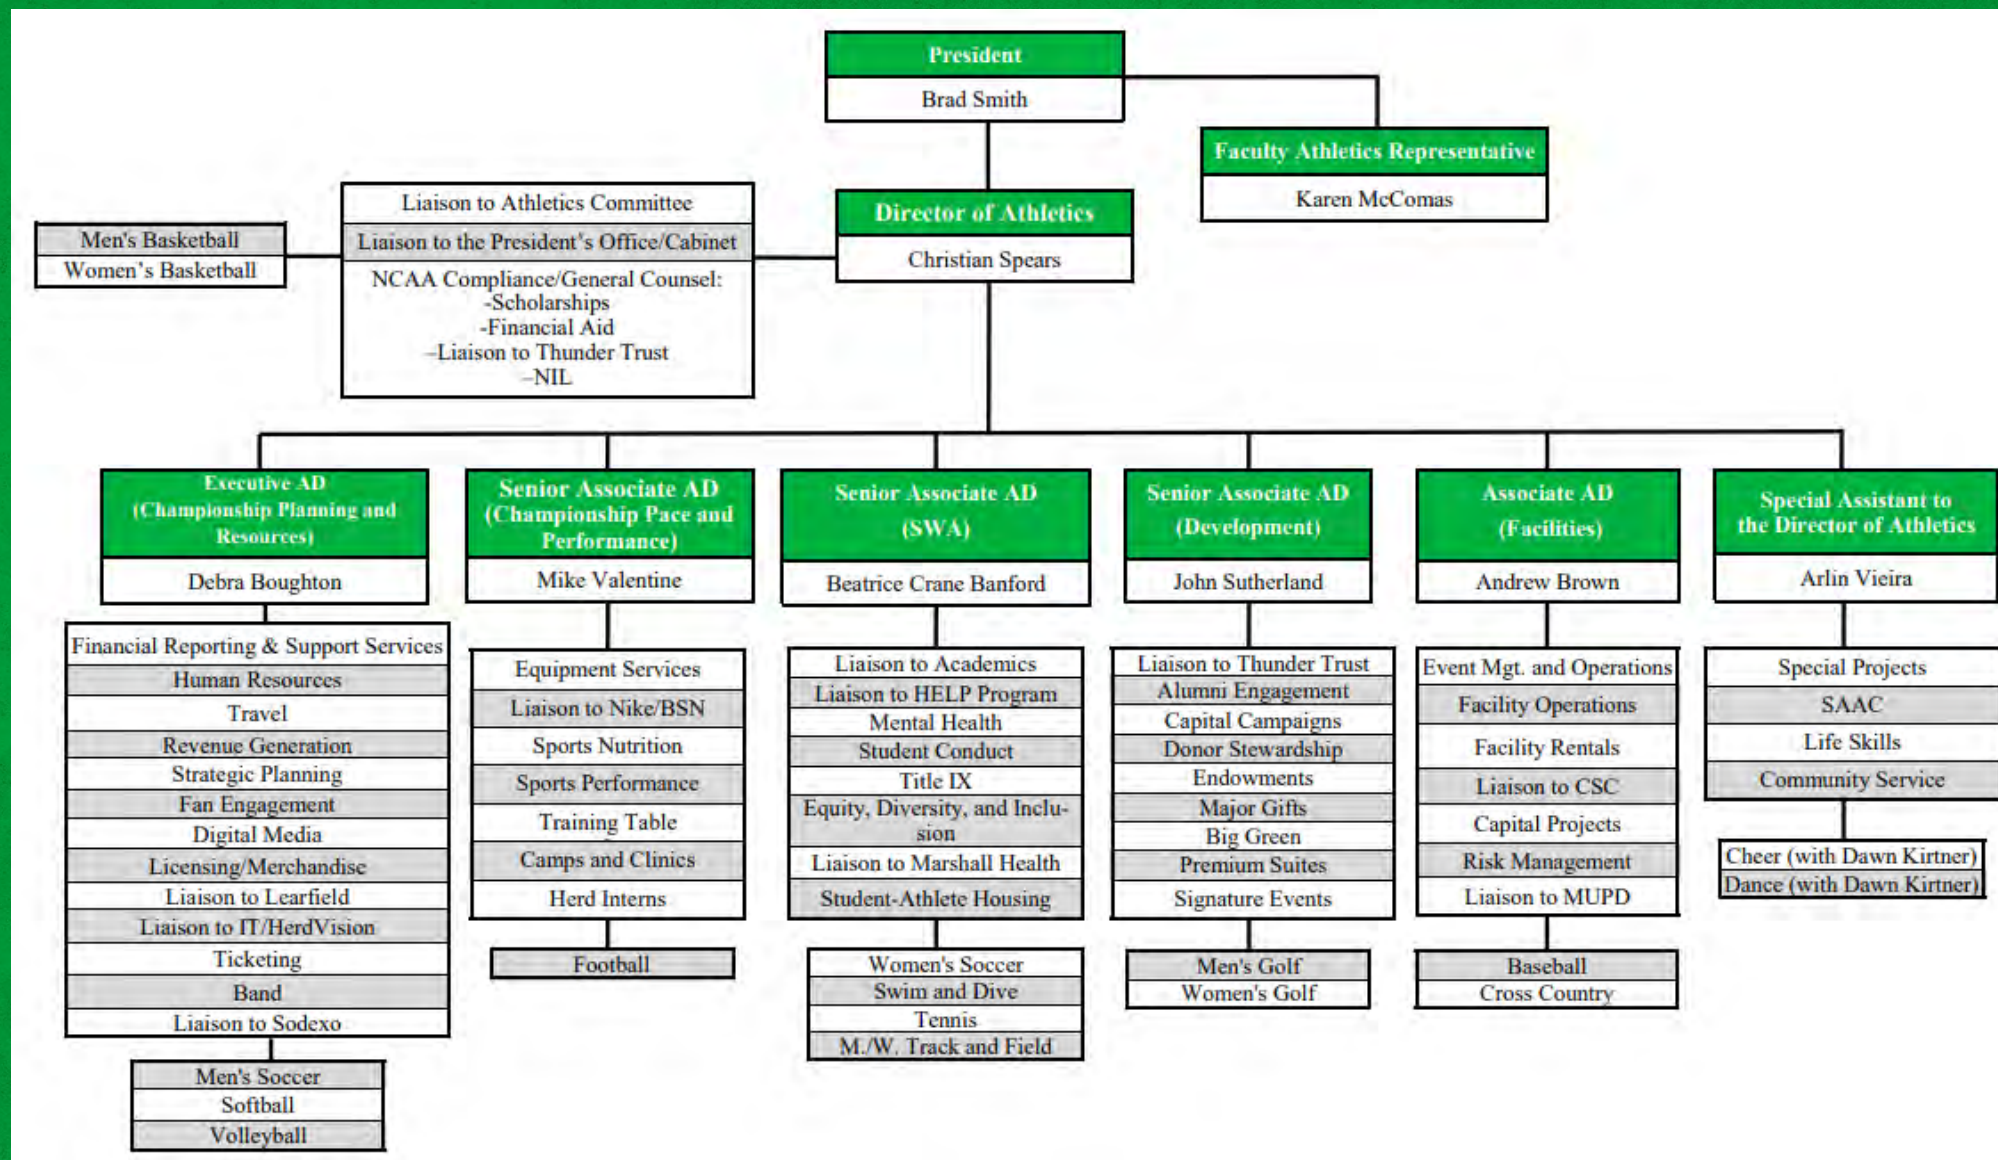 President
Brad Smith
Faculty Athletics Representative
Karen McComas
Director of Athletics
Christian Spears
Liaison to Athletics Committee
Liaison to the President's Office/Cabinet
NCAA Compliance/General Counsel:
-Scholarships
-Financial Aid
–Liaison to Thunder Trust
–NIL
Men's Basketball
Women's Basketball
Executive AD
(Championship Planning and
Resources)
Debra Boughton
Financial Reporting & Support Services
Human Resources
Travel
Revenue Generation
Strategic Planning
Fan Engagement
Digital Media
Licensing/Merchandise
Liaison to Learfield
Liaison to IT/HerdVision
Ticketing
Band
Liaison to Sodexo
Men's Soccer
Softball
Volleyball
Senior Associate AD
(Championship Pace and
Performance)
Mike Valentine
Equipment Services
Liaison to Nike/BSN
Sports Nutrition
Sports Performance
Training Table
Camps and Clinics
Herd Interns
Football
Senior Associate AD
(SWA)
Beatrice Crane Banford
Liaison to Academics
Liaison to HELP Program
Mental Health
Student Conduct
Title IX
Equity, Diversity, and Inclu-
sion
Liaison to Marshall Health
Student-Athlete Housing
Women's Soccer
Swim and Dive
Tennis
M./W. Track and Field
Senior Associate AD
(Development)
John Sutherland
Liaison to Thunder Trust
Alumni Engagement
Capital Campaigns
Donor Stewardship
Endowments
Major Gifts
Big Green
Premium Suites
Signature Events
Men's Golf
Women's Golf
Associate AD
(Facilities)
Andrew Brown
Event Mgt. and Operations
Facility Operations
Facility Rentals
Liaison to CSC
Capital Projects
Risk Management
Liaison to MUPD
Baseball
Cross Country
Special Assistant to
the Director of Athletics
Arlin Vieira
Special Projects
SAAC
Life Skills
Community Service
Cheer (with Dawn Kirtner)
Dance (with Dawn Kirtner)